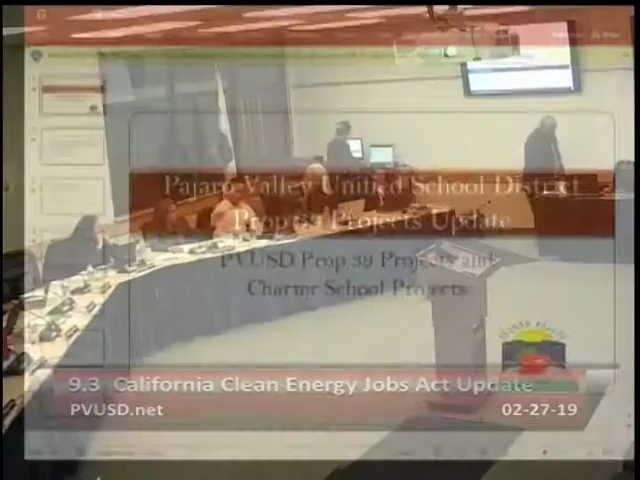 Pajaro Valley Unified School District
Prop 39 Projects Update
PVUSD Prop 39 Projects and
Charter School Projects
9.3 California Clean Energy Jobs Act Update
PVUSD.net
02-27-19